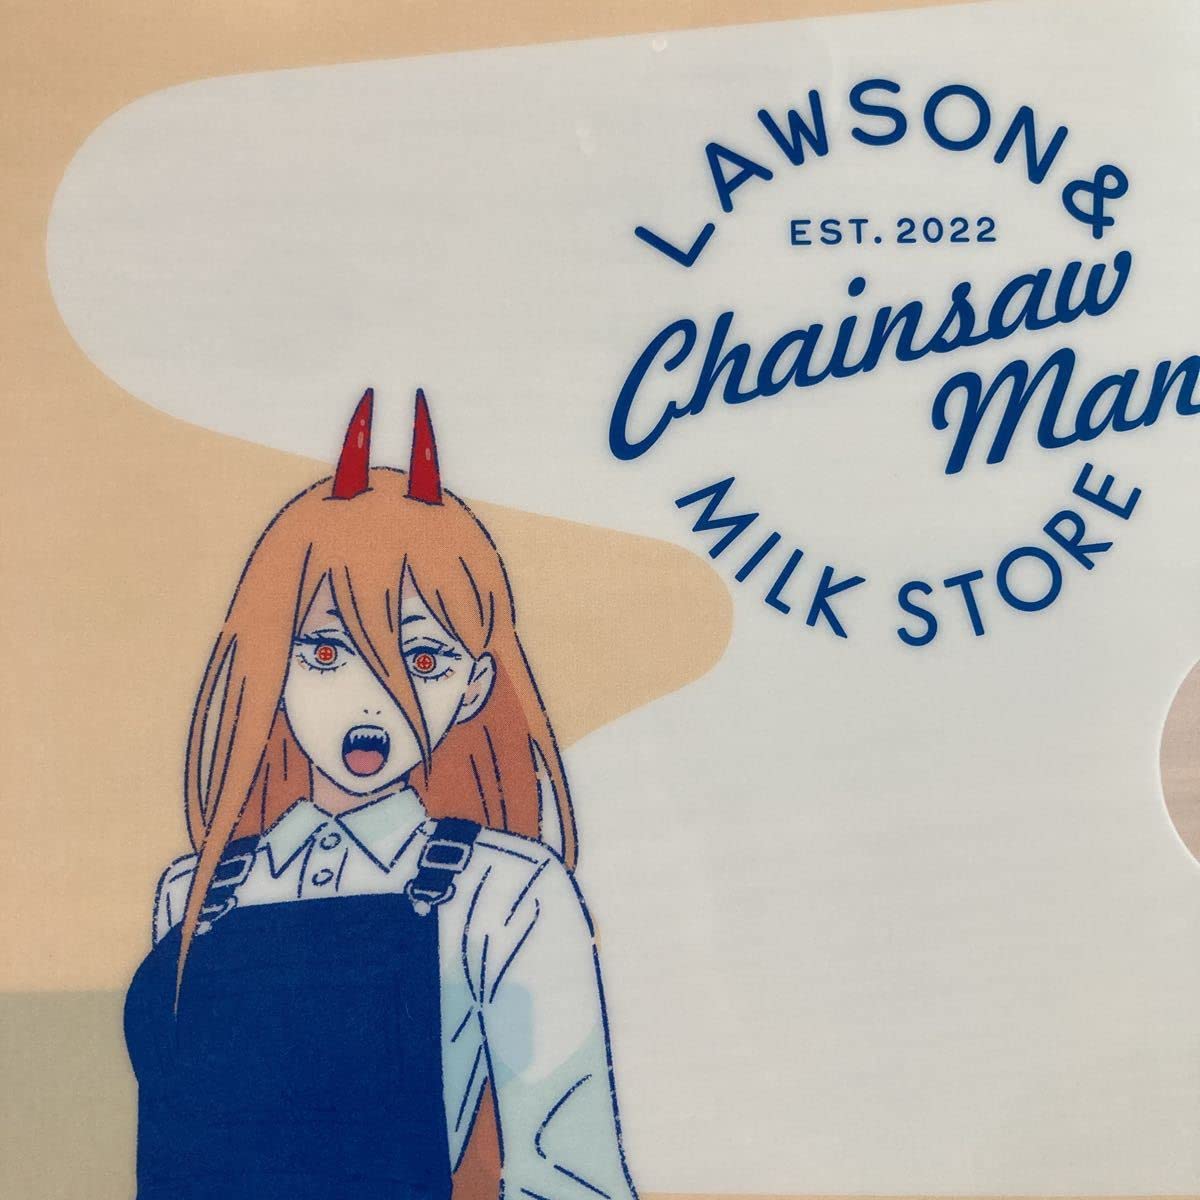 LAWSON &
EST. 2022
Chainsaw
Man
MILK STORE